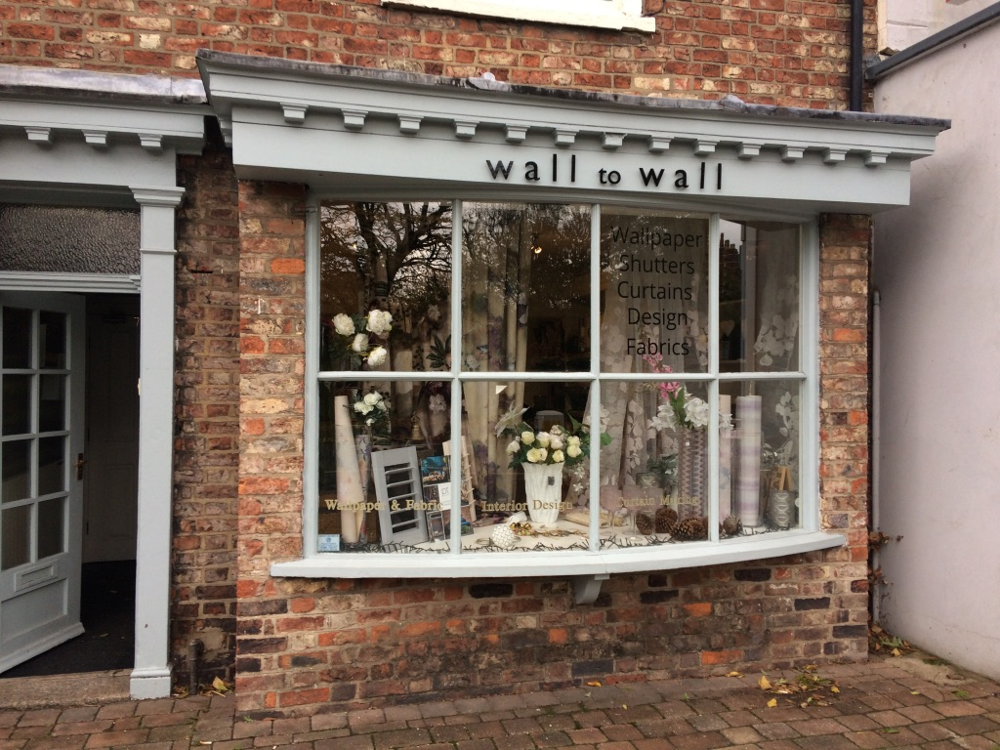 wall to wall
Wallpaper
Shutters
Curtains
Design
Fabrics
Wallpaper & Fabric
Interior Design
Curtain Making